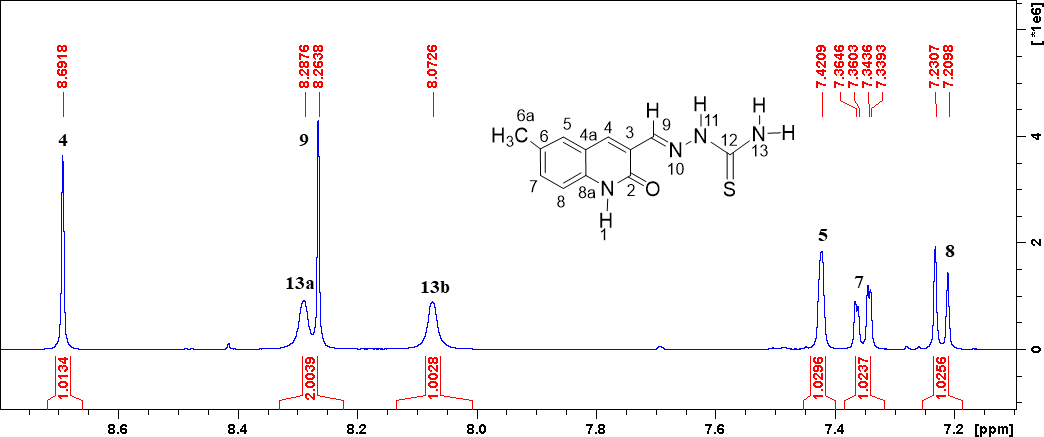 8.6918
8.2876
8.2638
8.0726
7.4209
7.3646
7.3603
7.3436
7.3393
7.2307
7.2098
[ *1e6]
4
9
13a
13b
5
7
8
H
H
H
6a
5
4
9
11
H₃C
6
4a
3
N
NH
12
N
H
10
13
7
8a
2
O
S
8
N
H
1
4
2
0
1.0134
2.0039
1.0028
1.0296
1.0237
1.0256
8.6
8.4
8.2
8.0
7.8
7.6
7.4
7.2
[ppm]